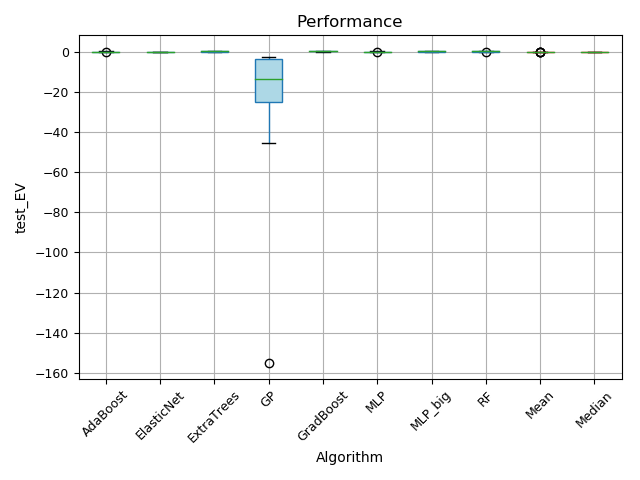 Performance
0
−20
−40
−60
−80
−100
−120
−140
−160
test_EV
AdaBoost
ElasticNet
ExtraTrees
GP
GradBoost
MLP
MLP_big
RF
Mean
Median
Algorithm